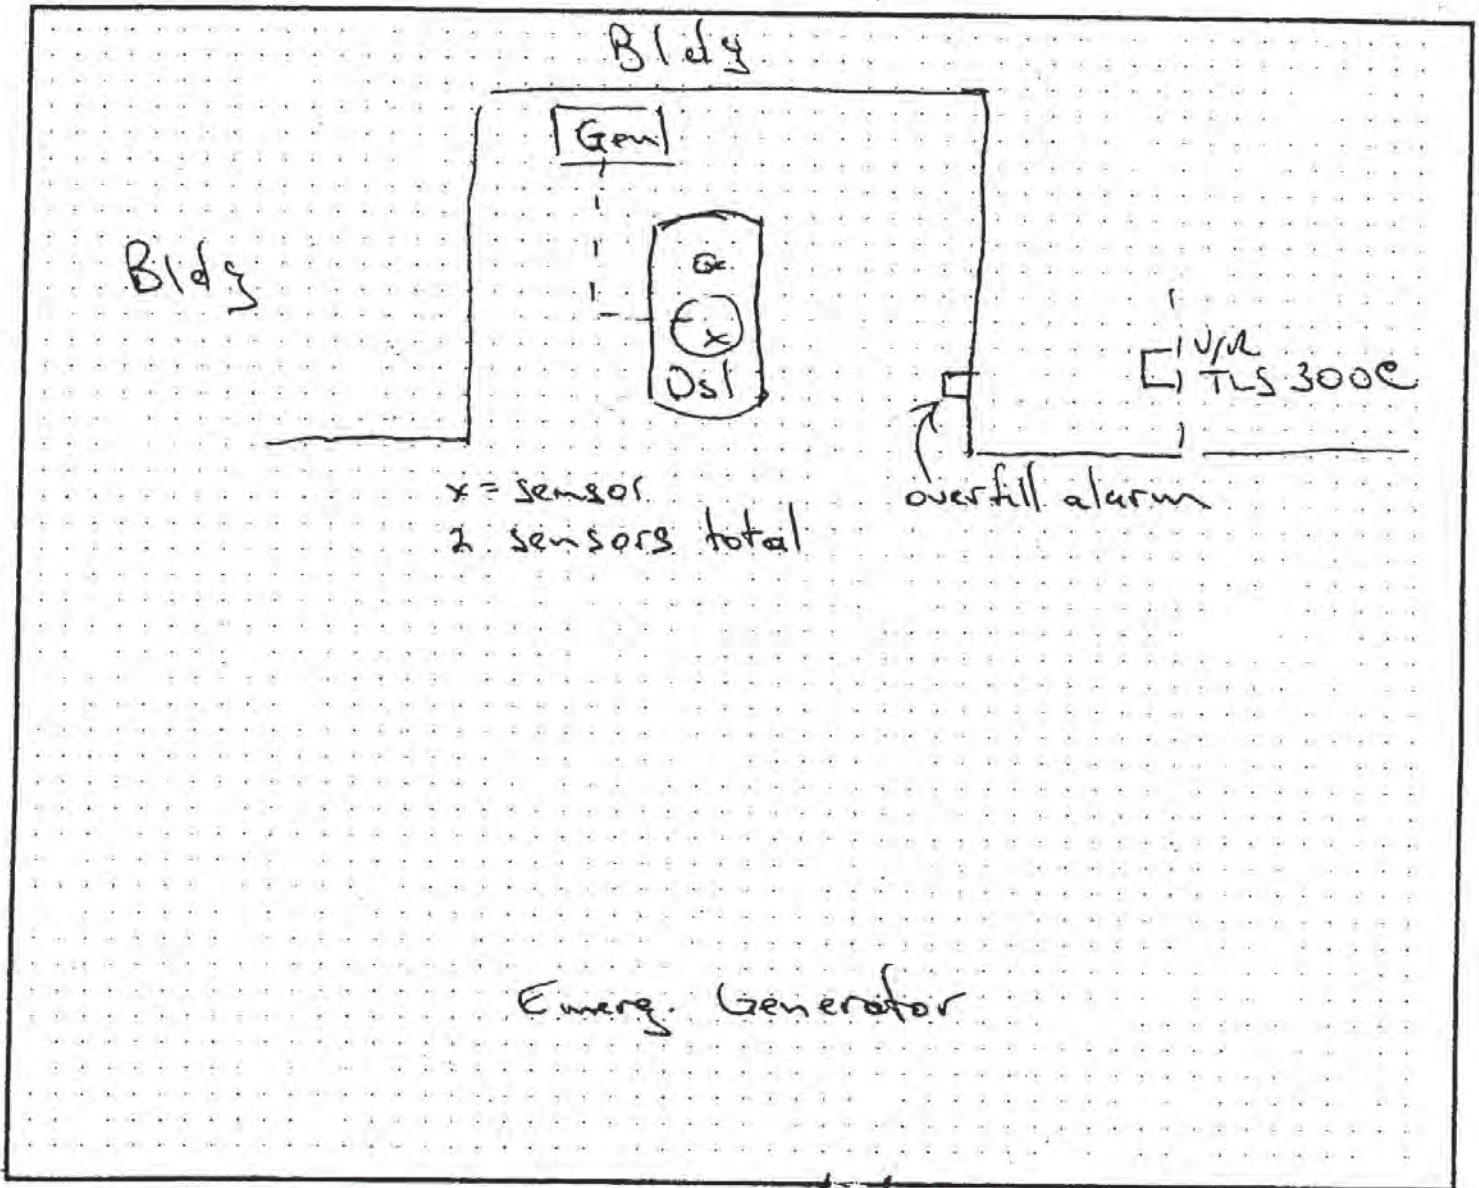 Bldg
Gen
Bldg
x
Dsl
V/R
TLS 300C
x = sensor
2 sensors total
overfill alarm
Emerg. Generator